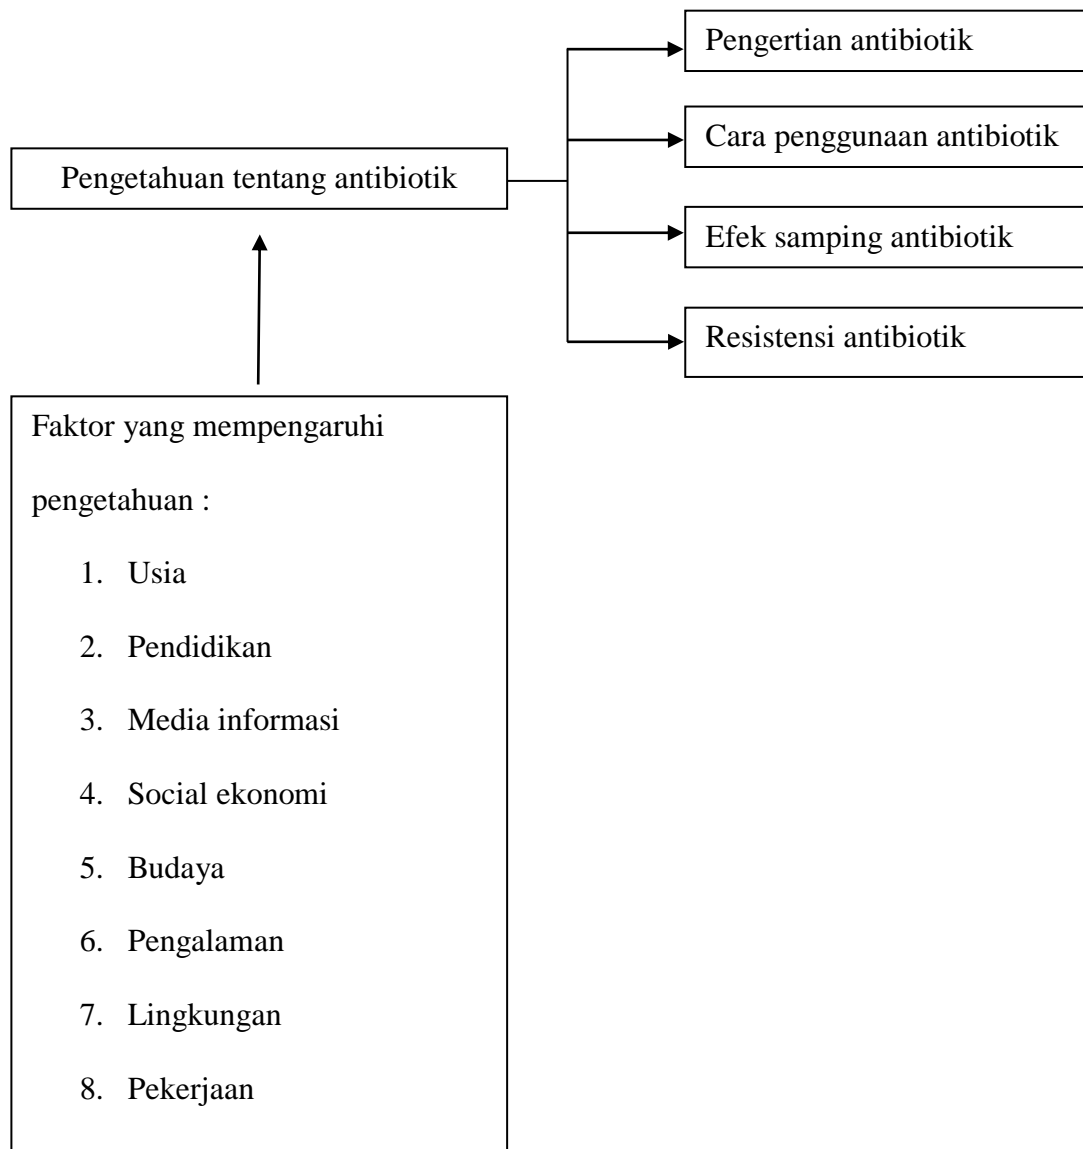 Pengertian antibiotik
Cara penggunaan antibiotik
Pengetahuan tentang antibiotik
Efek samping antibiotik
Resistensi antibiotik
Faktor yang mempengaruhi
pengetahuan :
1. Usia
2. Pendidikan
3. Media informasi
4. Social ekonomi
5. Budaya
6. Pengalaman
7. Lingkungan
8. Pekerjaan